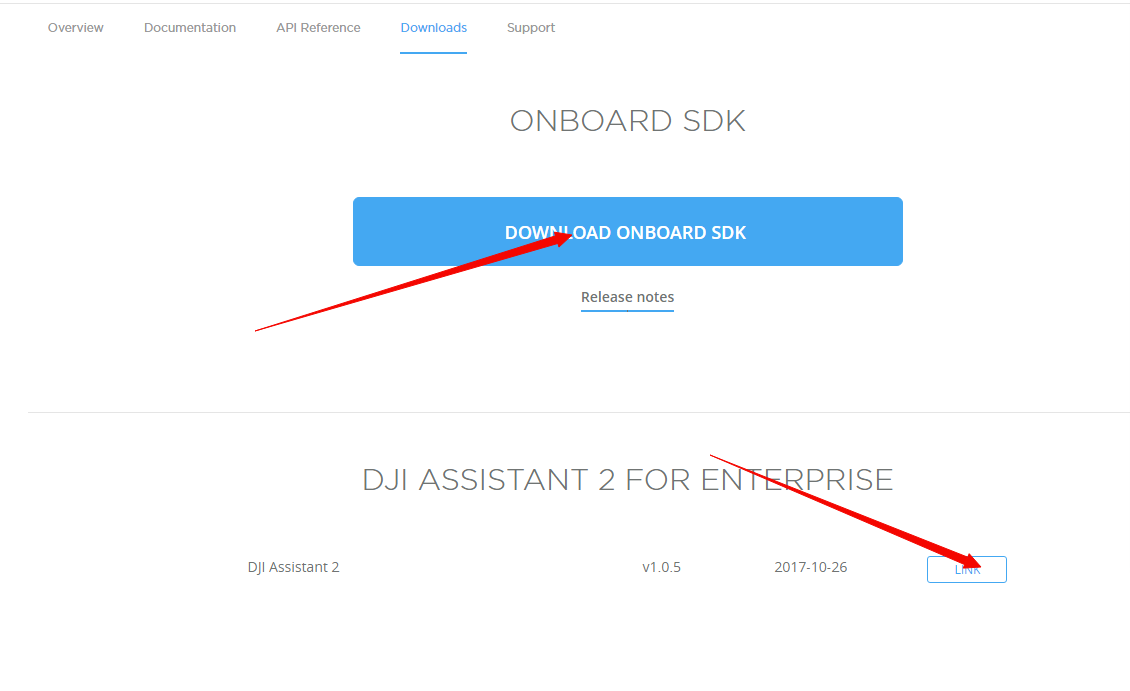 Overview Documentation API Reference Downloads Support
ONBOARD SDK
DOWNLOAD ONBOARD SDK
Release notes
DJI ASSISTANT 2 FOR ENTERPRISE
DJI Assistant 2 v1.0.5 2017-10-26 LINK